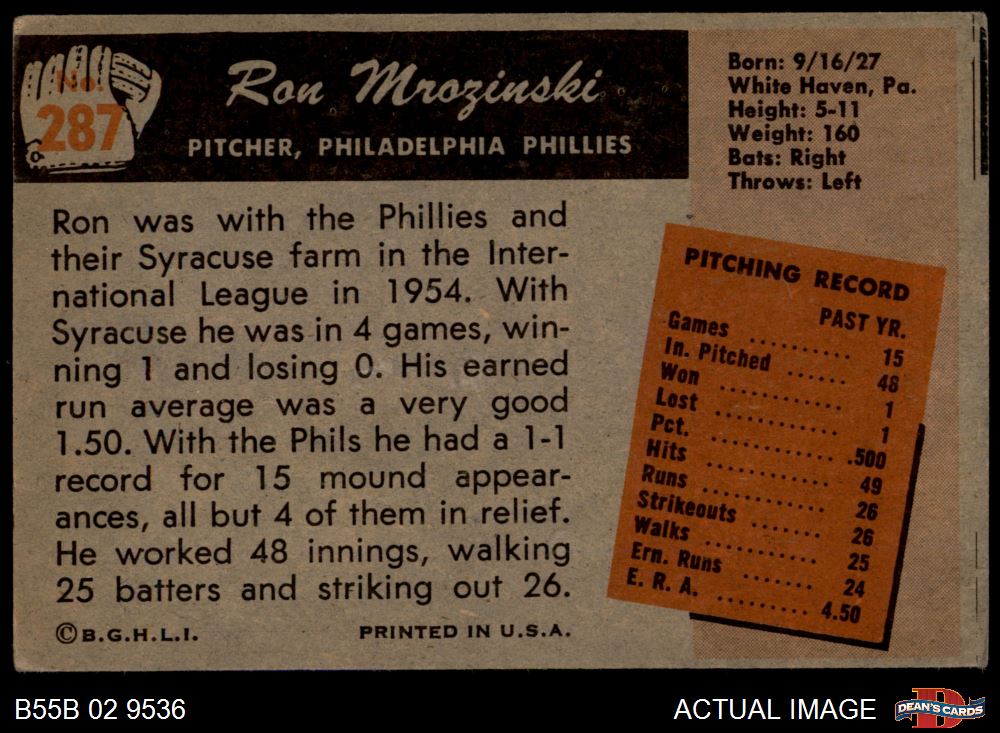 No.
287
Ron Mrozinski
PITCHER, PHILADELPHIA PHILLIES
Born: 9/16/27
White Haven, Pa.
Height: 5-11
Weight: 160
Bats: Right
Throws: Left
Ron was with the Phillies and
their Syracuse farm in the Inter-
national League in 1954. With
Syracuse he was in 4 games, win-
ning 1 and losing 0. His earned
run average was a very good
1.50. With the Phils he had a 1-1
record for 15 mound appear-
ances, all but 4 of them in relief.
He worked 48 innings, walking
25 batters and striking out 26.
©B.G.H.L.I.
PRINTED IN U.S.A.
PITCHING RECORD
PAST YR.
Games .......... 15
In. Pitched ...... 48
Won ........... 1
Lost ........... 1
Pct. ........... .500
Hits ........... 49
Runs ........... 26
Strikeouts ....... 26
Walks .......... 25
Ern. Runs ....... 24
E. R. A. .......... 4.50
B55B 02 9536
ACTUAL IMAGE
D
DEAN'S CARDS